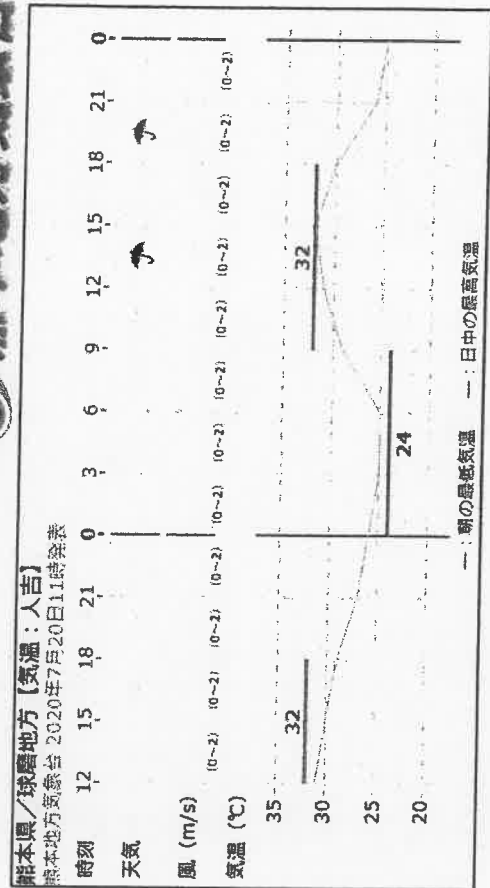 熊本県/球磨地方【気温:人吉】
熊本地方気象台 2020年7月20日11時発表
時刻 12 15 18 21 0 3 6 9 12 15 18 21 0
天気
風 (m/s) (0~2) (0~2) (0~2) (0~2) (0~2) (0~2) (0~2) (0~2) (0~2) (0~2) (0~2) (0~2)
気温 (℃)
35
30
25
20
32
24
32
—:朝の最低気温 —:日中の最高気温